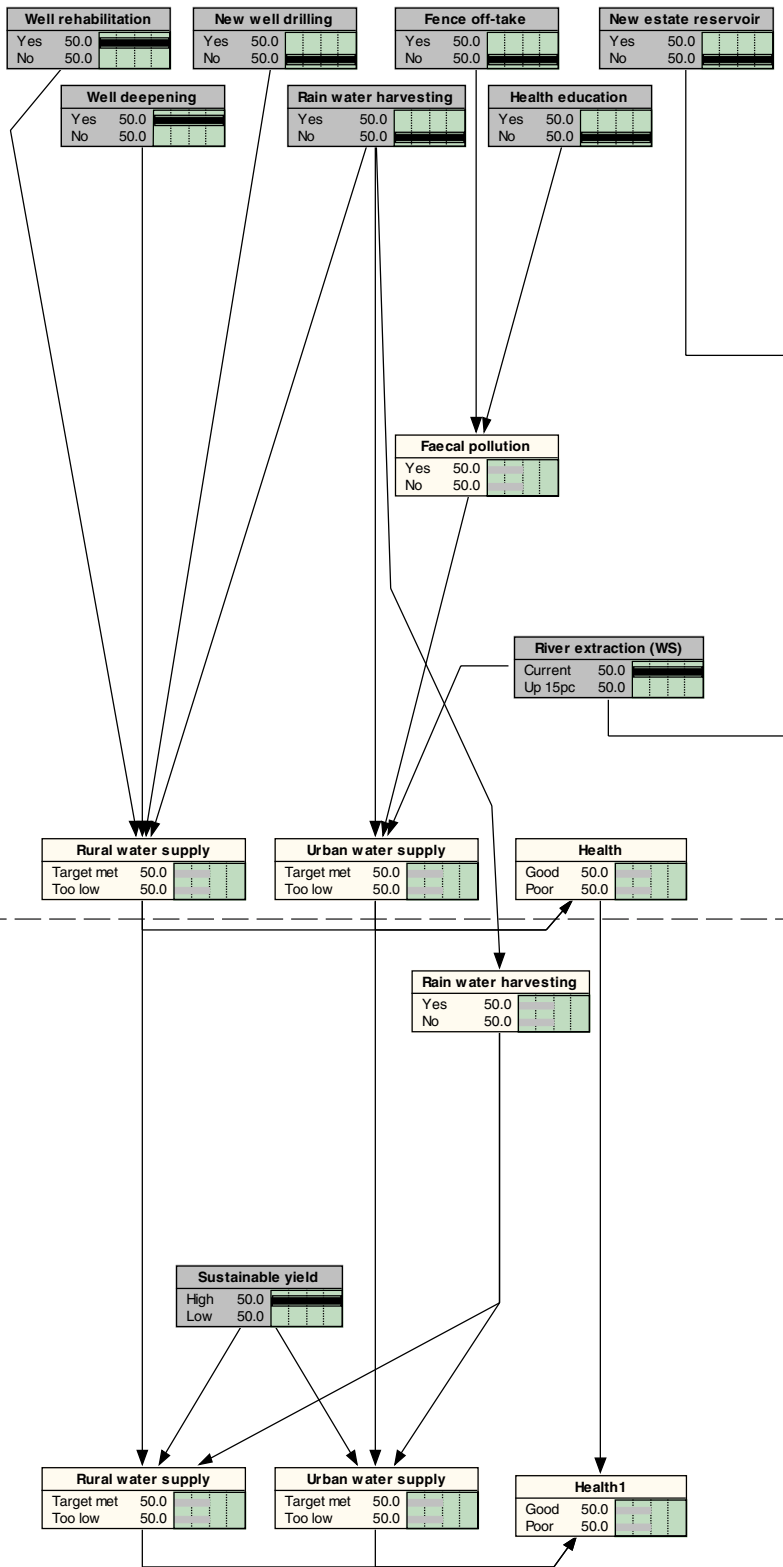 Well rehabilitation
Yes 50.0
No 50.0
New well drilling
Yes 50.0
No 50.0
Fence off-take
Yes 50.0
No 50.0
New estate reservoir
Yes 50.0
No 50.0
Well deepening
Yes 50.0
No 50.0
Rain water harvesting
Yes 50.0
No 50.0
Health education
Yes 50.0
No 50.0
Faecal pollution
Yes 50.0
No 50.0
River extraction (WS)
Current 50.0
Up 15pc 50.0
Rural water supply
Target met 50.0
Too low 50.0
Urban water supply
Target met 50.0
Too low 50.0
Health
Good 50.0
Poor 50.0
Rain water harvesting
Yes 50.0
No 50.0
Sustainable yield
High 50.0
Low 50.0
Rural water supply
Target met 50.0
Too low 50.0
Urban water supply
Target met 50.0
Too low 50.0
Health1
Good 50.0
Poor 50.0